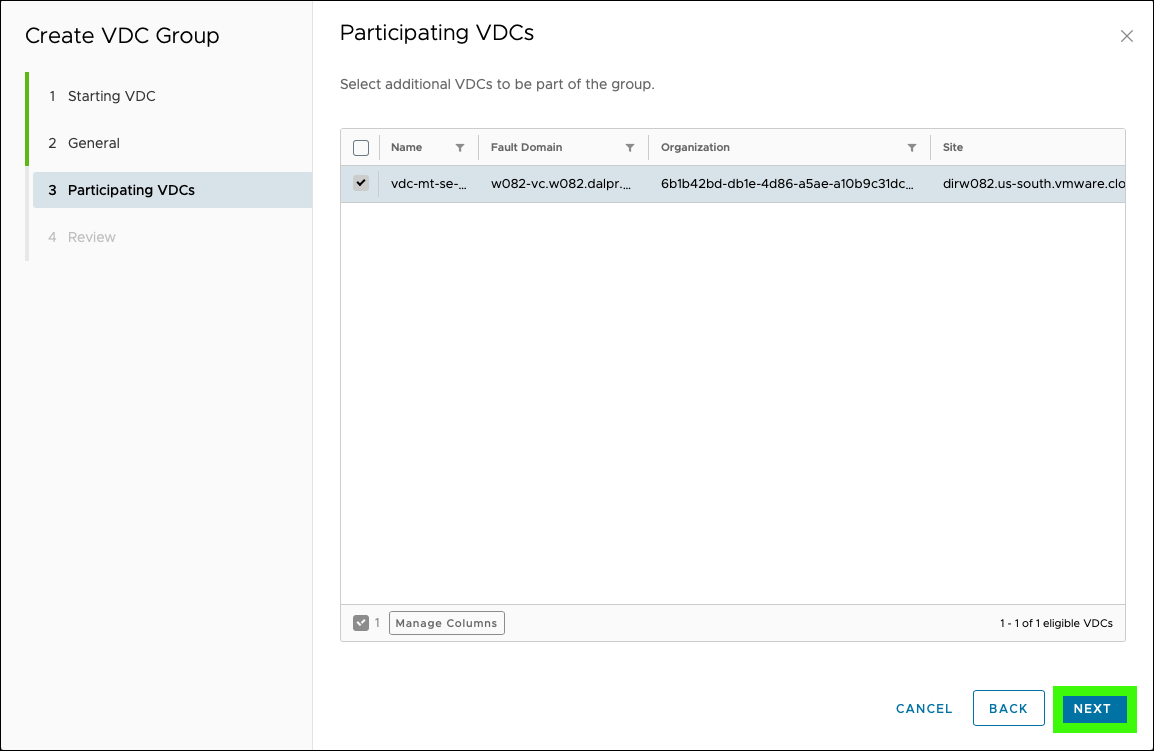 Create VDC Group
1 Starting VDC
2 General
3 Participating VDCs
4 Review
Participating VDCs
Select additional VDCs to be part of the group.
Name Fault Domain Organization Site
vdc-mt-se-... w082-vc.w082.dalpr.... 6b1b42bd-db1e-4d86-a5ae-a10b9c31dc... dirw082.us-south.vmware.clo
1 Manage Columns 1 - 1 of 1 eligible VDCs
CANCEL BACK NEXT